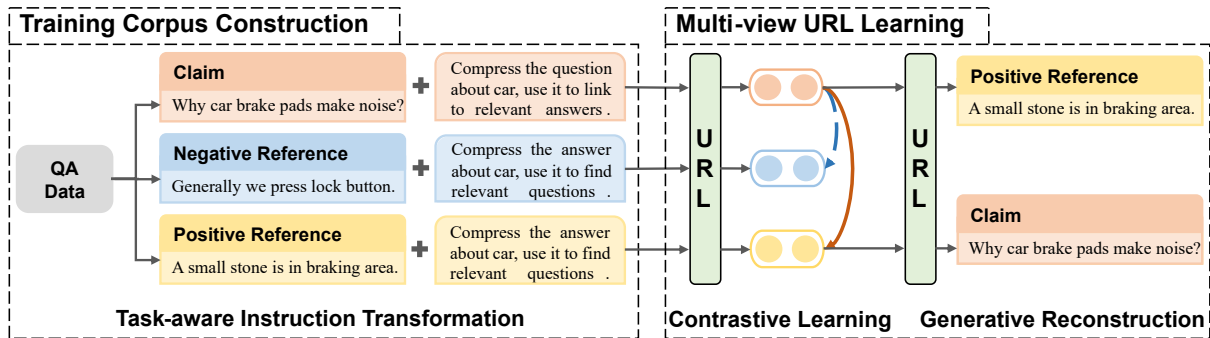 Training Corpus Construction
Multi-view URL Learning
QA
Data
Claim
Why car brake pads make noise?
+
Compress the question
about car, use it to link
to relevant answers.
Negative Reference
Generally we press lock button.
+
Compress the answer
about car, use it to find
relevant questions.
Positive Reference
A small stone is in braking area.
+
Compress the answer
about car, use it to find
relevant questions.
Task-aware Instruction Transformation
U
R
L
U
R
L
Positive Reference
A small stone is in braking area.
Claim
Why car brake pads make noise?
Contrastive Learning
Generative Reconstruction